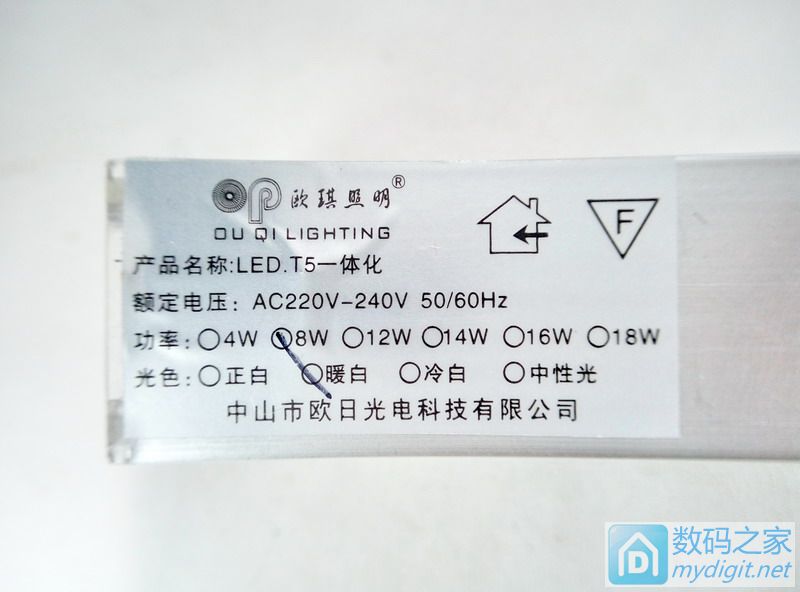 欧琪照明®
OU QI LIGHTING
F
产品名称:LED.T5一体化
额定电压: AC220V-240V 50/60Hz
功率:○4W ○8W ○12W ○14W ○16W ○18W
光色:○正白 ○暖白 ○冷白 ○中性光
中山市欧日光电科技有限公司
数码之家
mydigit.net